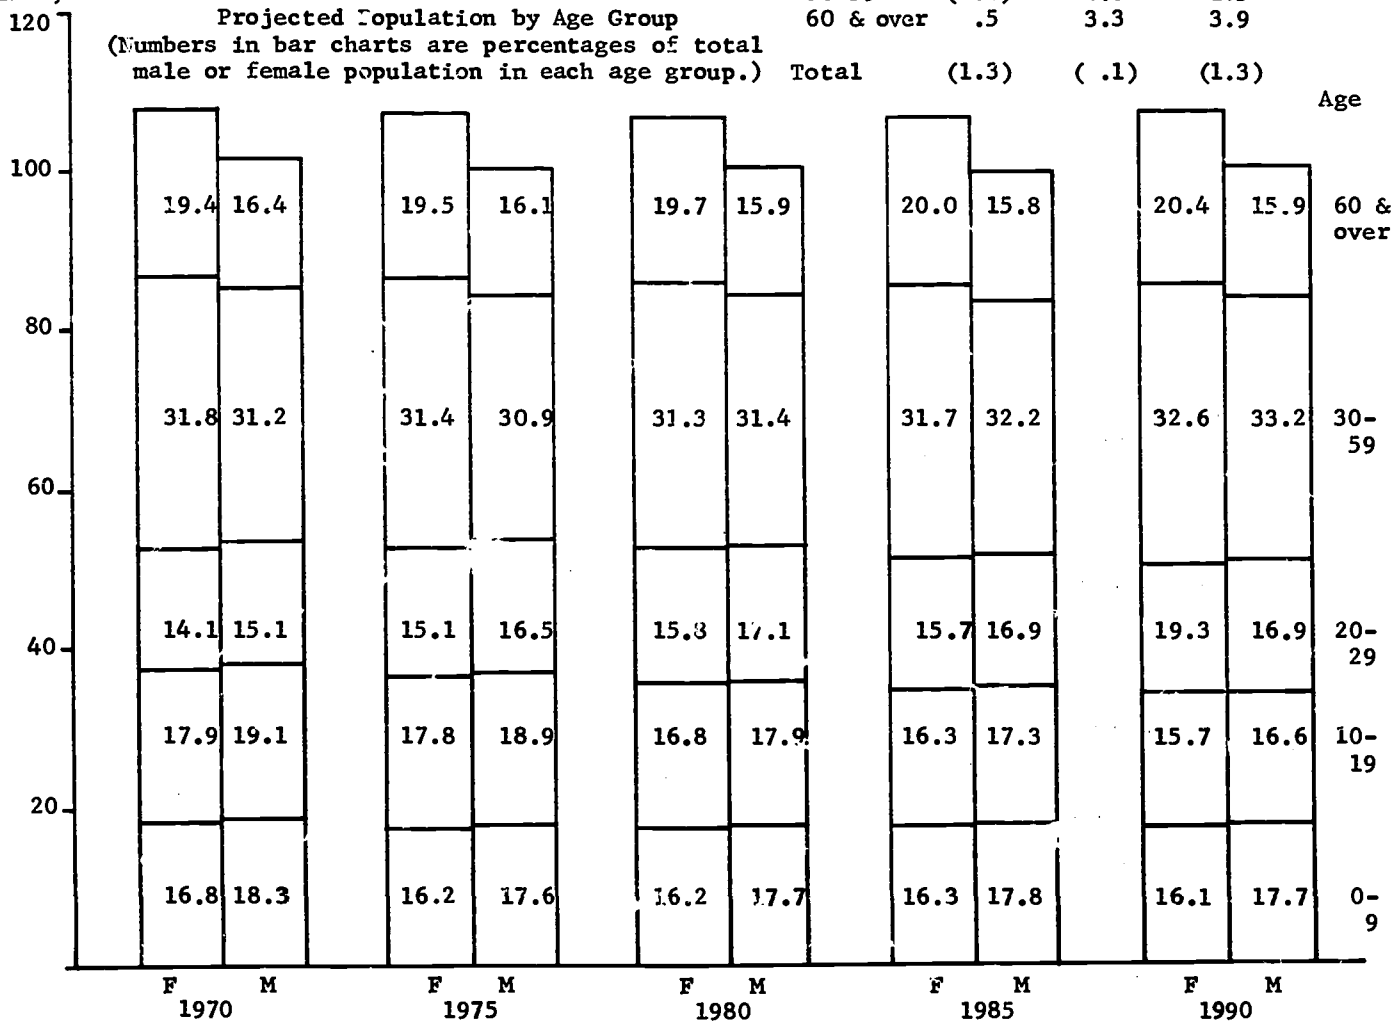 120
Projected Population by Age Group 60 & over .5 3.3 3.9
(Numbers in bar charts are percentages of total
male or female population in each age group.) Total (1.3) ( .1) (1.3)
Age
100
19.4 16.4 19.5 16.1 19.7 15.9 20.0 15.8 20.4 15.9 60 &
over
80
31.8 31.2 31.4 30.9 31.3 31.4 31.7 32.2 32.6 33.2 30-
59
60
14.1 15.1 15.1 16.5 15.8 17.1 15.7 16.9 19.3 16.9 20-
29
40
17.9 19.1 17.8 18.9 16.8 17.9 16.3 17.3 15.7 16.6 10-
19
20
16.8 18.3 16.2 17.6 16.2 17.7 16.3 17.8 16.1 17.7 0-
9
F M F M F M F M F M
1970 1975 1980 1985 1990